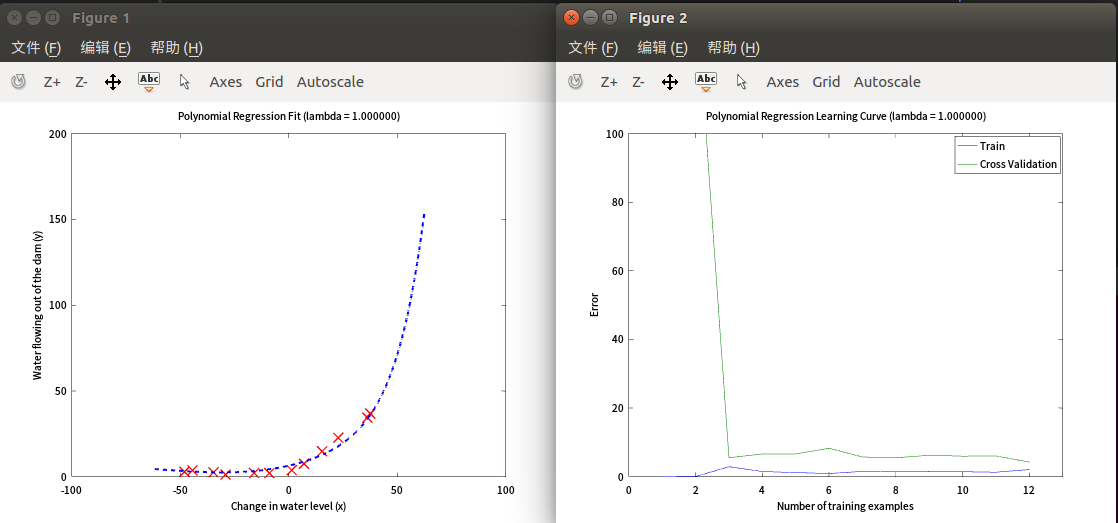 Figure 1
文件 (F) 编辑 (E) 帮助 (H)
Z+ Z- Abc Axes Grid Autoscale
Polynomial Regression Fit (lambda = 1.000000)
200
150
100
50
0
-100 -50 0 50 100
Water flowing out of the dam (y)
Change in water level (x)
Figure 2
文件 (F) 编辑 (E) 帮助 (H)
Z+ Z- Abc Axes Grid Autoscale
Polynomial Regression Learning Curve (lambda = 1.000000)
Train
Cross Validation
100
80
60
40
20
0
0 2 4 6 8 10 12
Error
Number of training examples